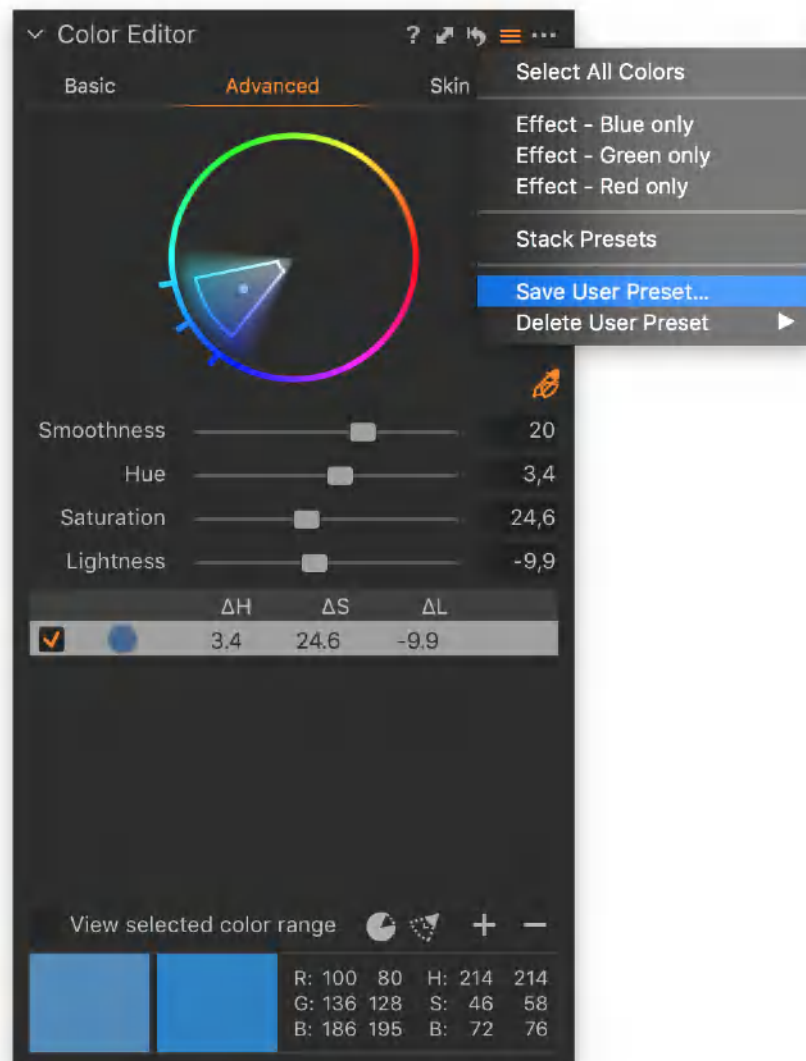 Color Editor ?
Basic Advanced Skin
Select All Colors
Effect - Blue only
Effect - Green only
Effect - Red only
Stack Presets
Save User Preset...
Delete User Preset
Smoothness 20
Hue 3,4
Saturation 24,6
Lightness -9,9
ΔH ΔS ΔL
3.4 24.6 -9.9
View selected color range
R: 100 80 H: 214 214
G: 136 128 S: 46 58
B: 186 195 B: 72 76